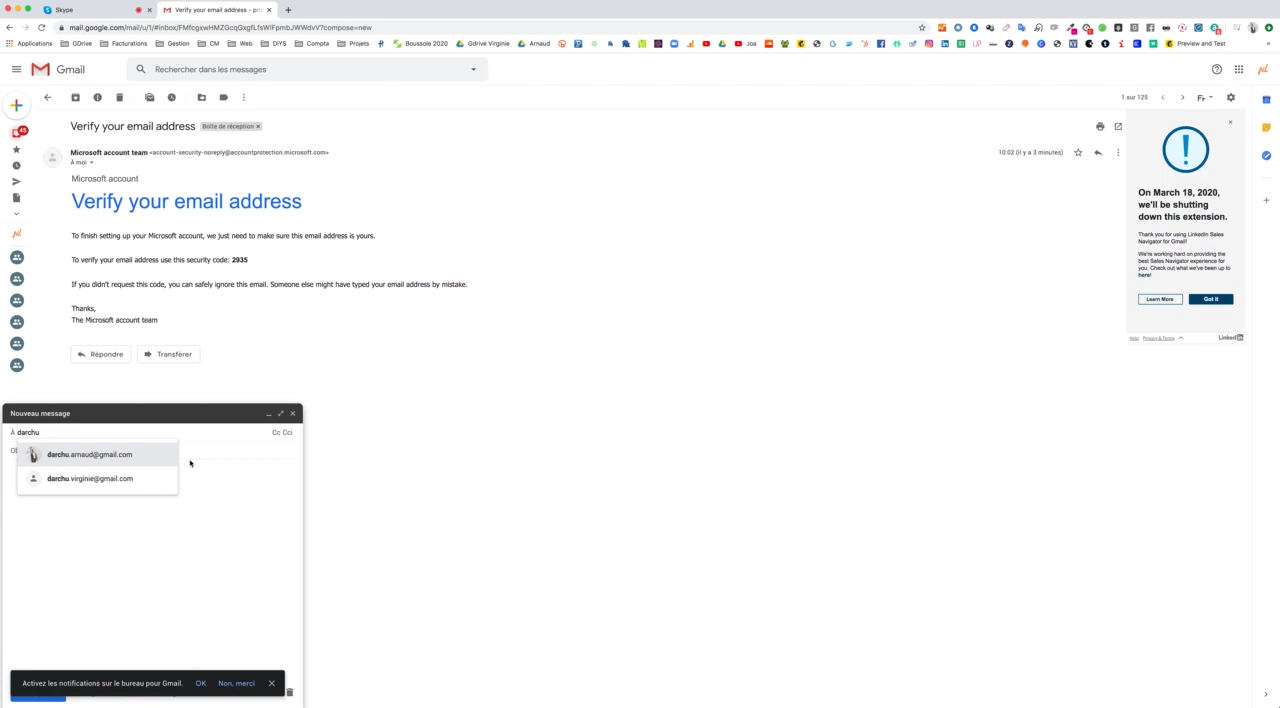 Skype
Verify your email address - pro
mail.google.com/mail/u/1/#inbox/FMfcgxwHMZGcqGxgfLfsWlFpmbJWWdvV?compose=new
Applications
GDrive
Facturations
Gestion
CM
Web
DIYS
Compta
Projets
Boussole 2020
Gdrive Virginie
Arnaud
Joa
Preview and Test
»
Gmail
Rechercher dans les messages
1 sur 125
45
Verify your email address
Boîte de réception ×
Microsoft account team <account-security-noreply@accountprotection.microsoft.com>
10:02 (il y a 3 minutes)
À moi
Microsoft account
Verify your email address
To finish setting up your Microsoft account, we just need to make sure this email address is yours.
To verify your email address use this security code: 2935
If you didn't request this code, you can safely ignore this email. Someone else might have typed your email address by mistake.
Thanks,
The Microsoft account team
Répondre
Transférer
On March 18, 2020,
we'll be shutting
down this extension.
Thank you for using LinkedIn Sales
Navigator for Gmail!
We're working hard on providing the
best Sales Navigator experience for
you. Check out what we've been up to
here!
Learn More
Got it
Help
Privacy & Terms
LinkedIn
Nouveau message
À darchu
Cc Cci
darchu.arnaud@gmail.com
darchu.virginie@gmail.com
Activez les notifications sur le bureau pour Gmail.
OK
Non, merci